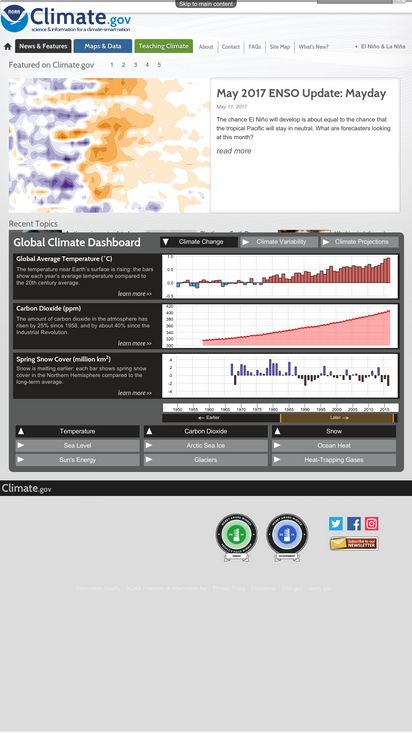 Skip to main content
NOAA
Climate.gov
science & information for a climate-smart nation
News & Features
Maps & Data
Teaching Climate
About
Contact
FAQs
Site Map
What's New?
• El Niño & La Niña
Featured on Climate.gov
1 2 3 4 5
May 2017 ENSO Update: Mayday
May 11, 2017
The chance El Niño will develop is about equal to the chance that
the tropical Pacific will stay in neutral. What are forecasters looking
at this month?
read more
Recent Topics
Global Climate Dashboard
Climate Change
Climate Variability
Climate Projections
Global Average Temperature (°C)
The temperature near Earth's surface is rising: the bars
show each year's average temperature compared to
the 20th century average.
learn more >>
1.0
0.5
0.0
-0.5
Carbon Dioxide (ppm)
The amount of carbon dioxide in the atmosphere has
risen by 25% since 1958, and by about 40% since the
Industrial Revolution.
learn more >>
420
400
380
360
340
320
300
Spring Snow Cover (million km²)
Snow is melting earlier: each bar shows spring snow
cover in the Northern Hemisphere compared to the
long-term average.
learn more >>
4
2
0
-2
-4
1950 1955 1960 1965 1970 1975 1980 1985 1990 1995 2000 2005 2010 2015
← Earlier
Later →
Temperature
Carbon Dioxide
Snow
Sea Level
Arctic Sea Ice
Ocean Heat
Sun's Energy
Glaciers
Heat-Trapping Gases
Climate.gov
Subscribe to our
NEWSLETTER